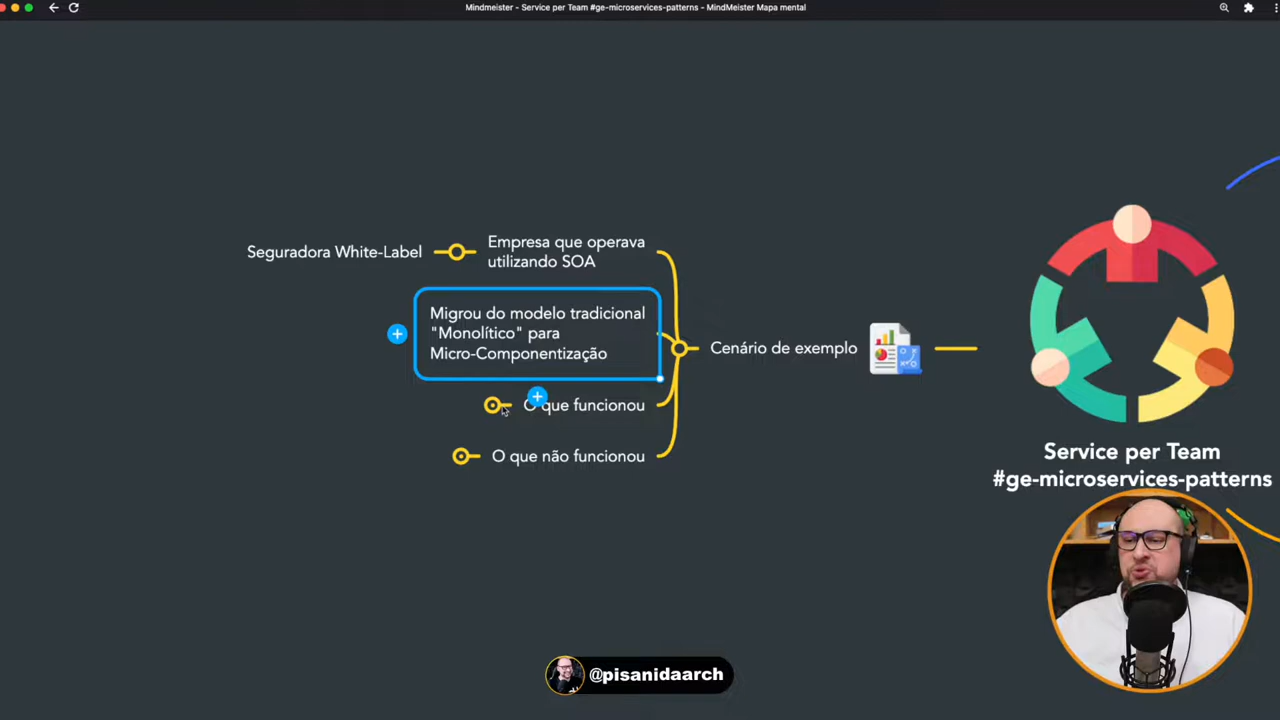 Mindmeister - Service per Team #ge-microservices-patterns - MindMeister Mapa mental
Seguradora White-Label
Empresa que operava
utilizando SOA
Migrou do modelo tradicional
"Monolítico" para
Micro-Componentização
O que funcionou
O que não funcionou
Cenário de exemplo
Service per Team
#ge-microservices-patterns
@pisanidaarch